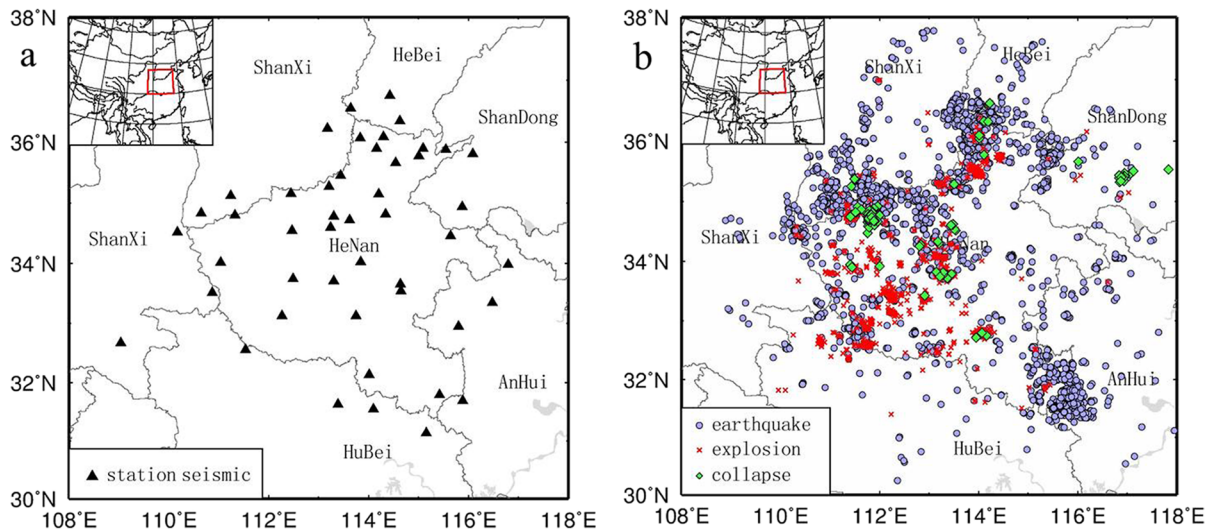 a
38°N
36°N
34°N
32°N
30°N
108°E
110°E
112°E
114°E
116°E
118°E
ShanXi
HeBei
ShanDong
ShanXi
HeNan
AnHui
HuBei
station seismic
b
38°N
36°N
34°N
32°N
30°N
108°E
110°E
112°E
114°E
116°E
118°E
ShanXi
HeBei
ShanDong
ShanXi
nan
AnHui
HuBei
earthquake
explosion
collapse